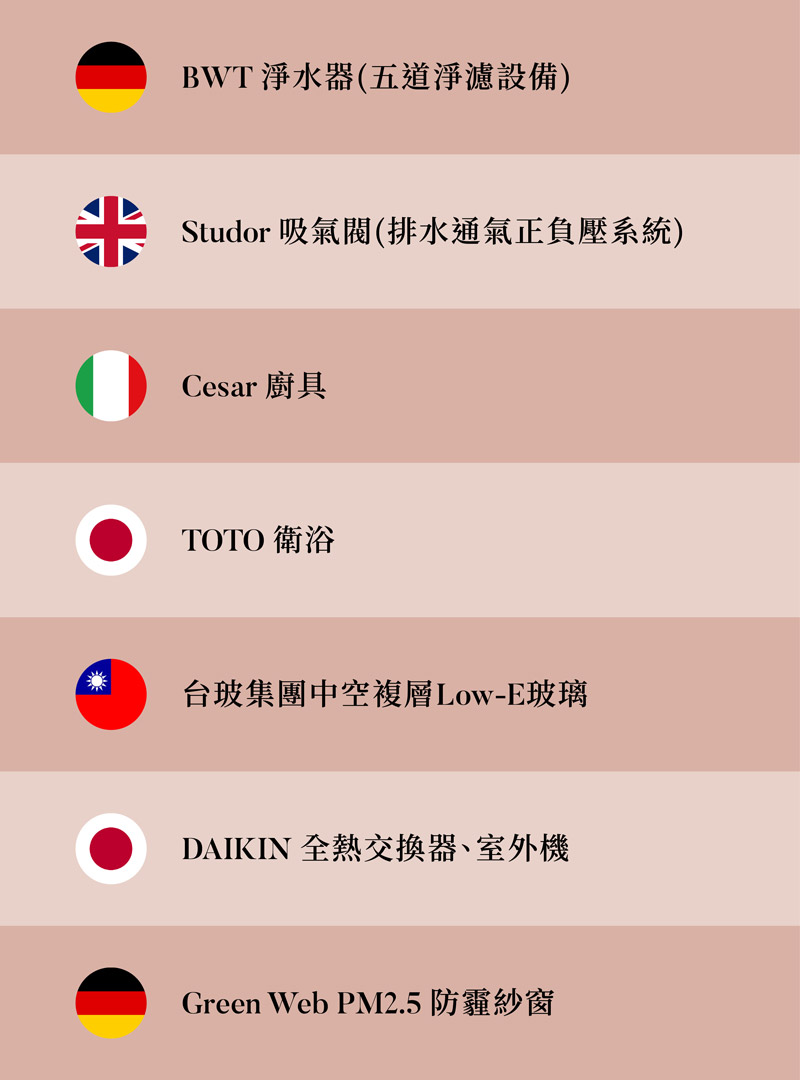 BWT 淨水器(五道淨濾設備)
Studor 吸氣閥(排水通氣正負壓系統)
Cesar 廚具
TOTO 衛浴
台玻集團中空複層Low-E玻璃
DAIKIN 全熱交換器、室外機
Green Web PM2.5 防霾紗窗